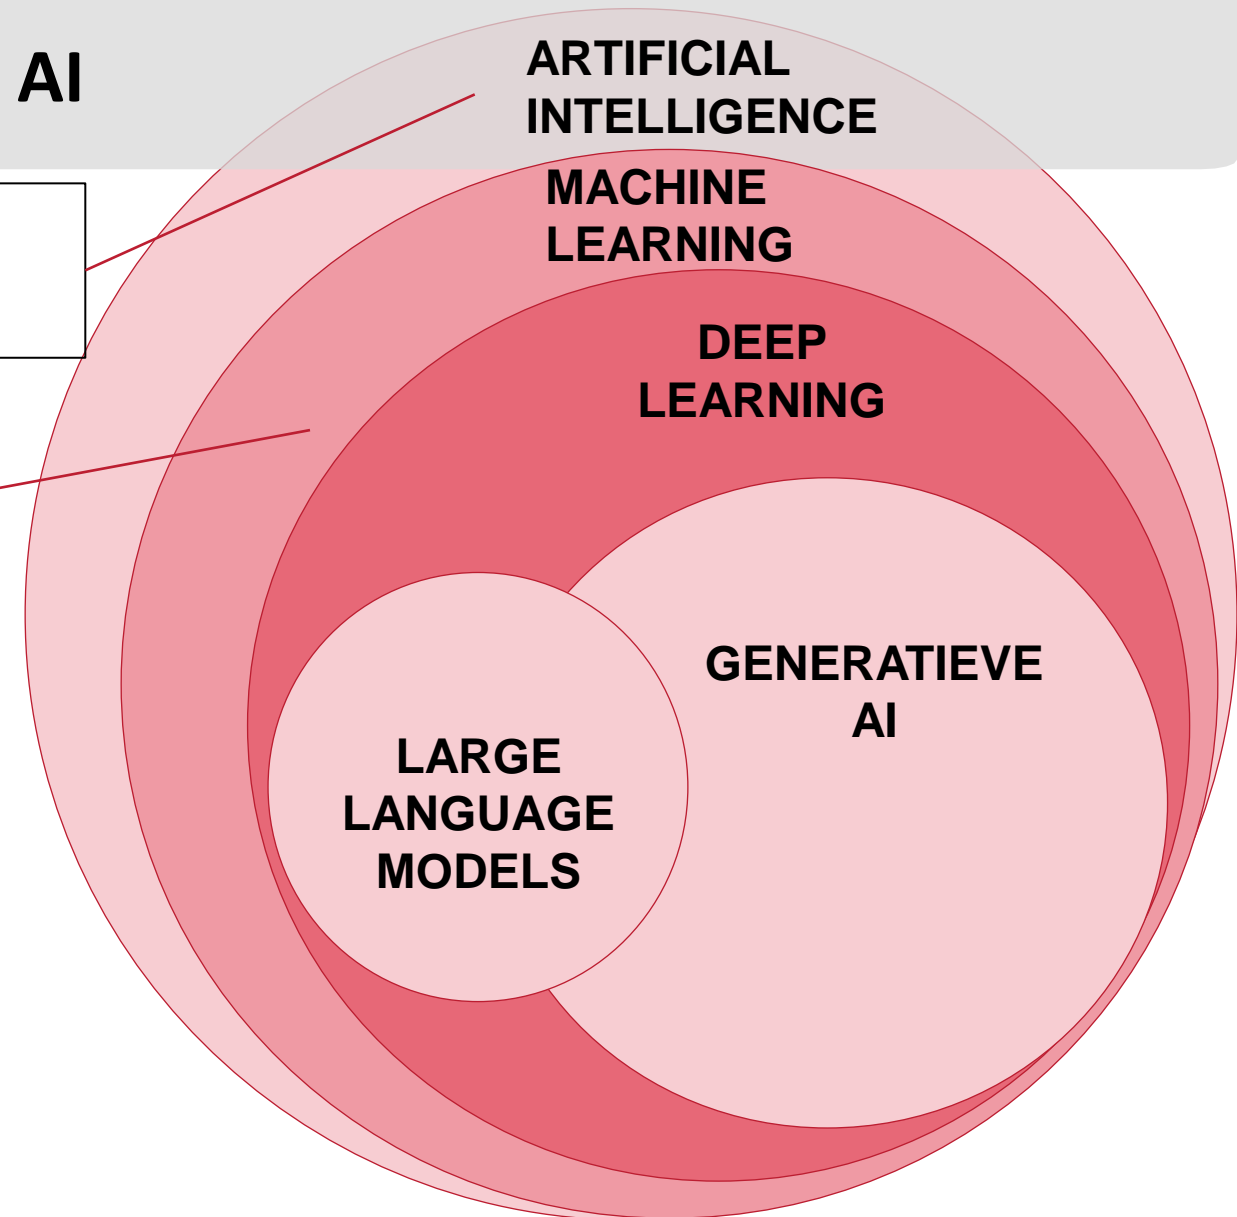 AI
ARTIFICIAL
INTELLIGENCE
MACHINE
LEARNING
DEEP
LEARNING
GENERATIEVE
AI
LARGE
LANGUAGE
MODELS